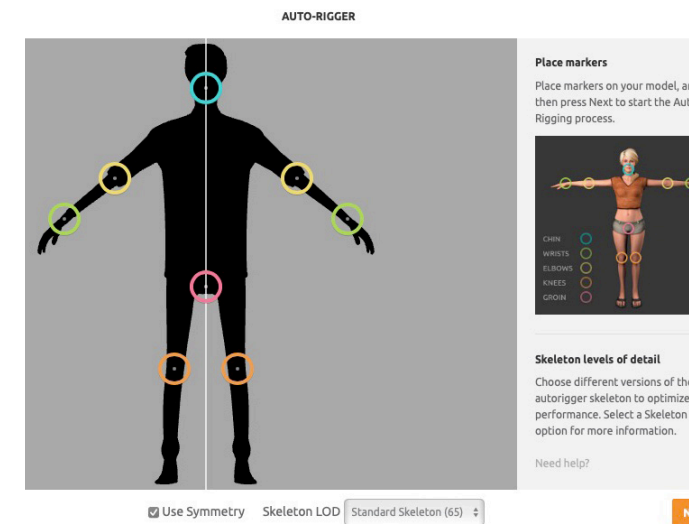 AUTO-RIGGER
Place markers
Place markers on your model, an
then press Next to start the Aut
Rigging process.
CHIN
WRISTS
ELBOWS
KNEES
GROIN
Skeleton levels of detail
Choose different versions of the
autorigger skeleton to optimize
performance. Select a Skeleton
option for more information.
Need help?
Use Symmetry Skeleton LOD Standard Skeleton (65)
N